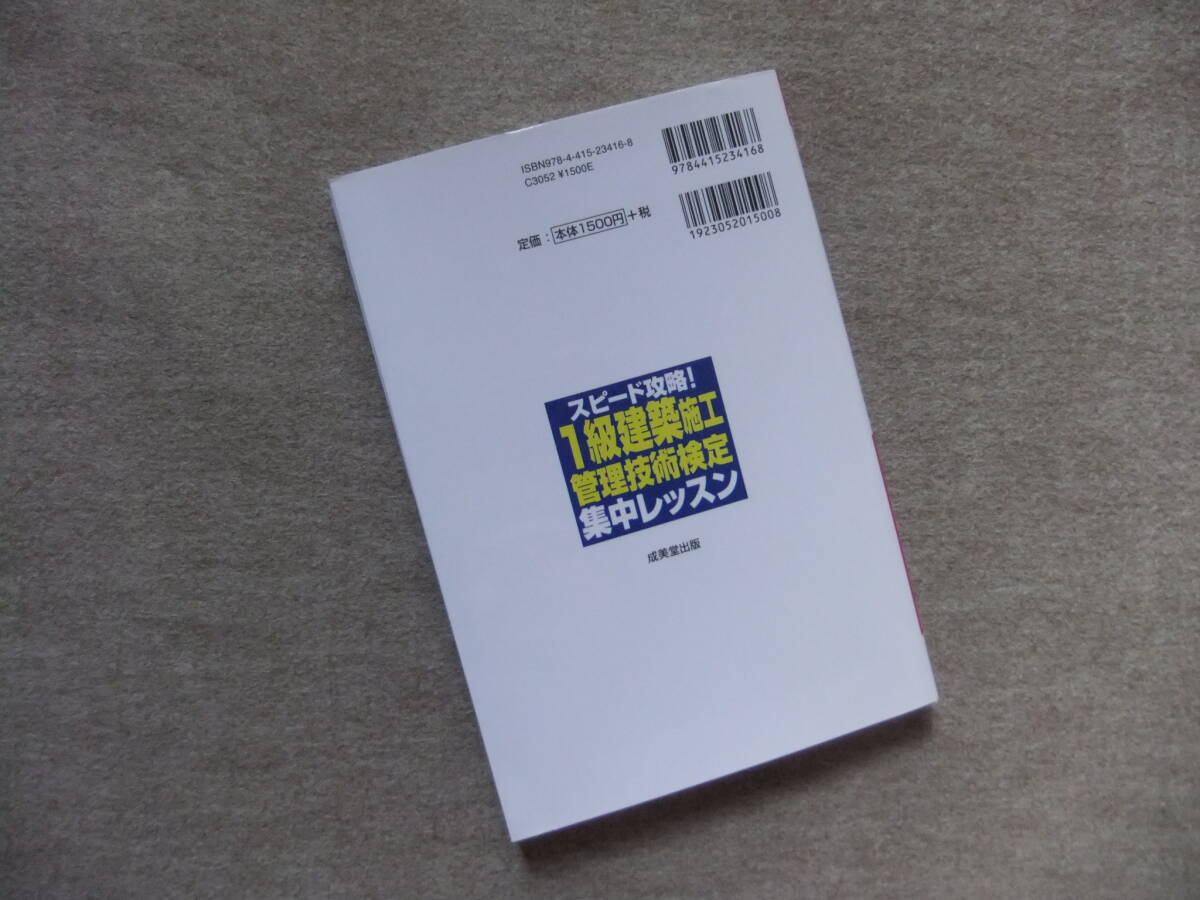 ISBN978-4-415-23416-8
C3052 ¥1500E
9784415234168
定価：本体1500円＋税
1923052015008
スピード攻略！
1級建築施工
管理技術検定
集中レッスン
成美堂出版